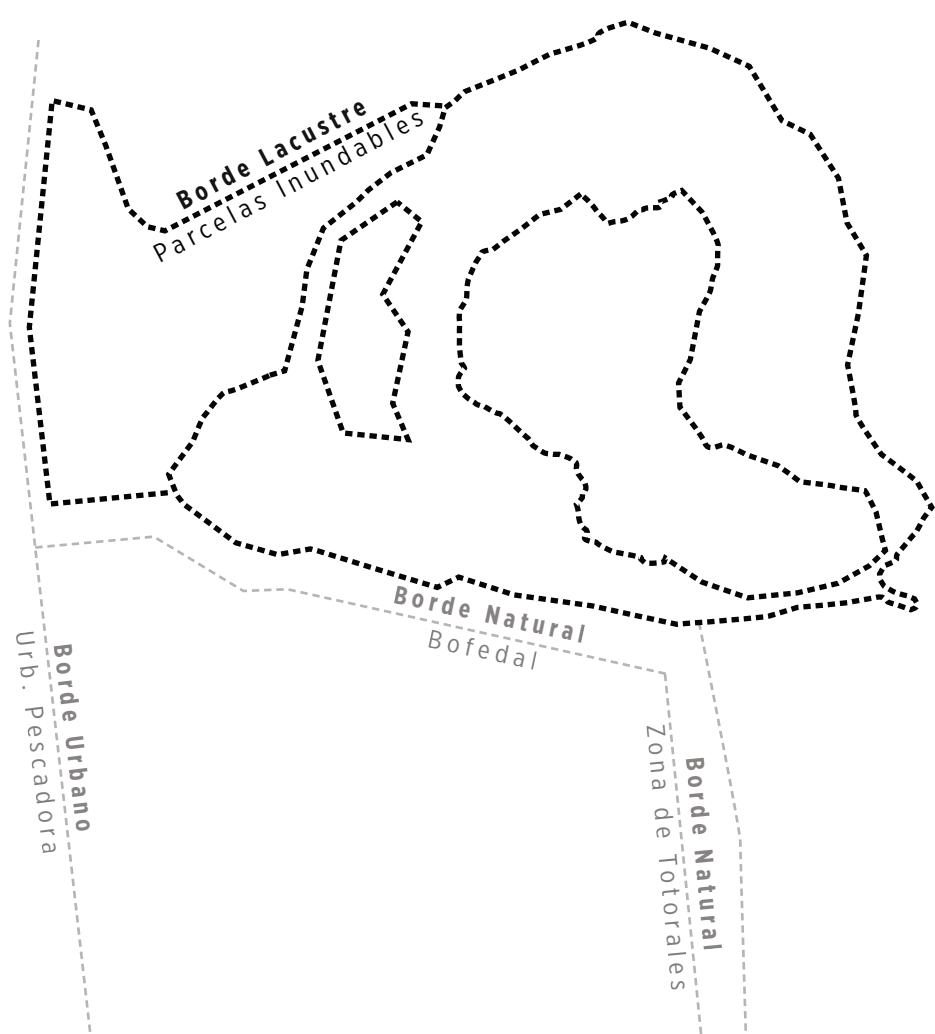 Borde Lacustre
Parcelas Inundables
Borde Natural
Bofedal
Borde Urbano
Urb. Pescadora
Borde Natural
Zona de Totorales